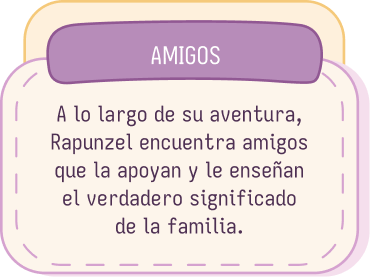 AMIGOS
A lo largo de su aventura,
Rapunzel encuentra amigos
que la apoyan y le enseñan
el verdadero significado
de la familia.